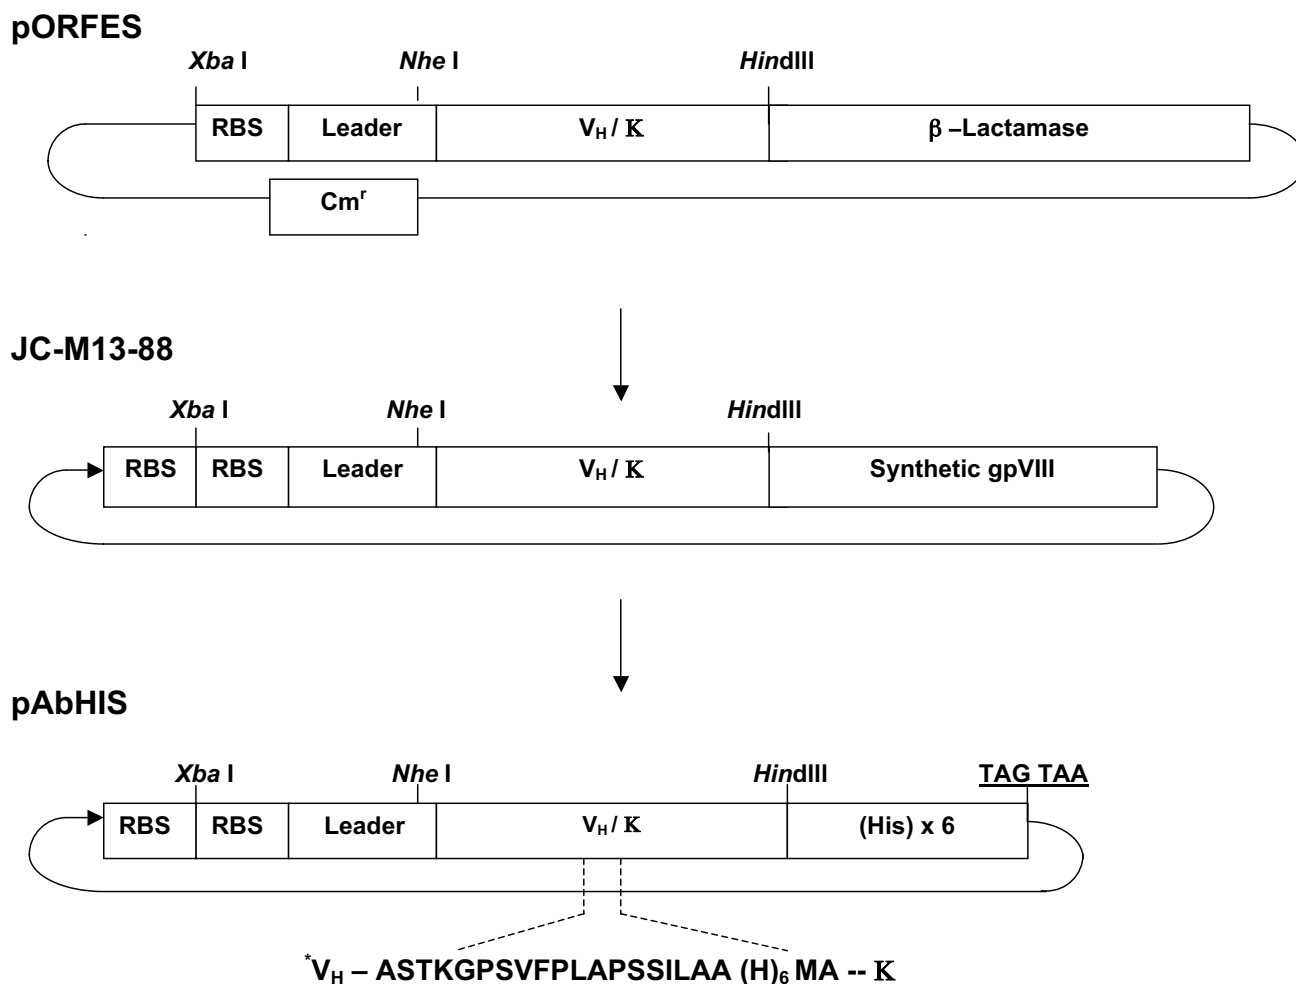 pORFES
Xba I Nhe I HindIII
RBS Leader VH / K β –Lactamase
Cmr
JC-M13-88
Xba I Nhe I HindIII
RBS RBS Leader VH / K Synthetic gpVIII
pAbHIS
Xba I Nhe I HindIII TAG TAA
RBS RBS Leader VH / K (His) x 6
*VH – ASTKGPSVFPLAPSSILAA (H)6 MA -- K